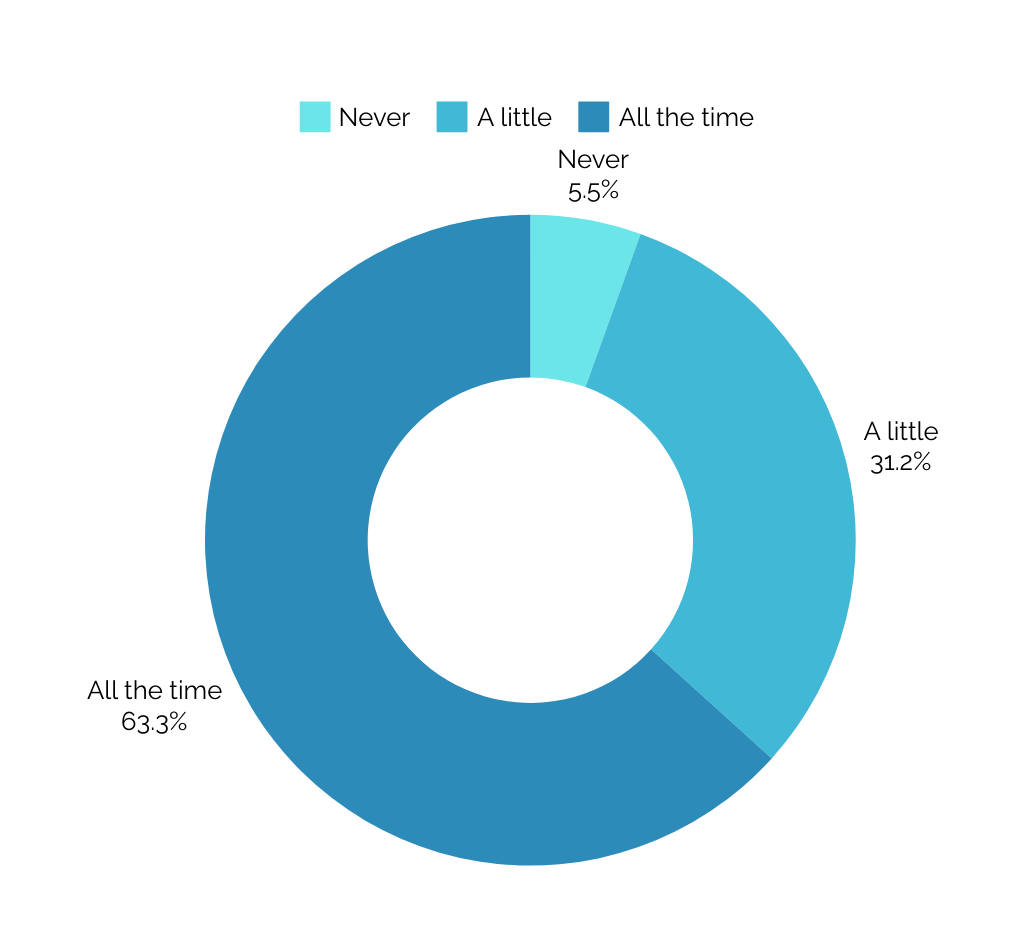 Never A little All the time
Never
5.5%
A little
31.2%
All the time
63.3%